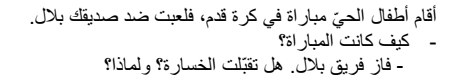 أقام أطفال الحيّ مباراة في كرة قدم، فلعبت ضد صديقك بلال.
- كيف كانت المباراة؟
- فاز فريق بلال. هل تقبّلت الخسارة؟ ولماذا؟